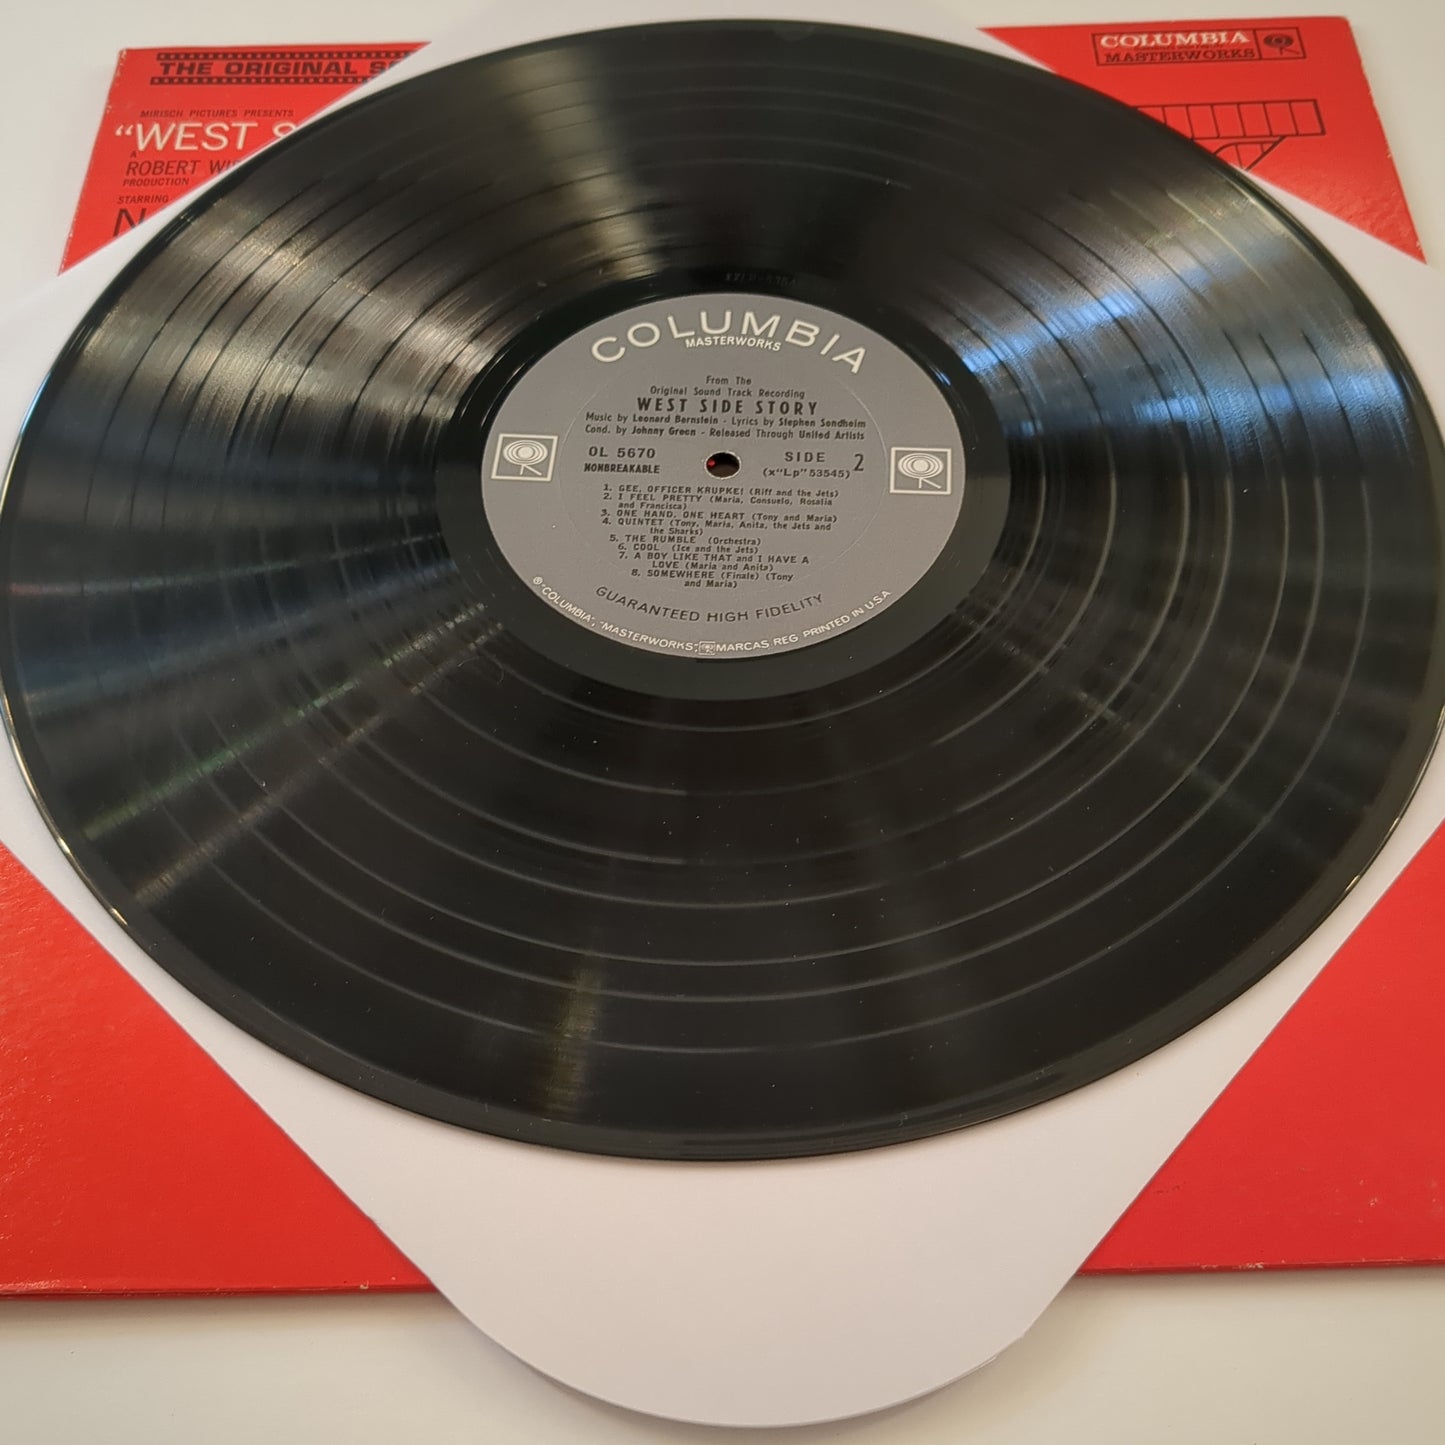 THE ORIGINAL
COLUMBIA
MASTERWORKS
MIRISCH PICTURES PRESENTS
"WEST
A
ROBERT
PRODUCTION
STARRING
COLUMBIA
MASTERWORKS
From The
Original Sound Track Recording
WEST SIDE STORY
Music by Leonard Bernstein - Lyrics by Stephen Sondheim
Cond. by Johnny Green - Released Through United Artists
OL 5670
NONBREAKABLE
SIDE 2
(x"Lp"53545)
1. GEE, OFFICER KRUPKE! (Riff and the Jets)
2. I FEEL PRETTY (Maria, Consuelo, Rosalia
and Francisca)
3. ONE HAND, ONE HEART (Tony and Maria)
4. QUINTET (Tony, Maria, Anita, the Jets and
the Sharks)
5. THE RUMBLE (Orchestra)
6. COOL (Ice and the Jets)
7. A BOY LIKE THAT and I HAVE A
LOVE (Maria and Anita)
8. SOMEWHERE (Finale) (Tony
and Maria)
GUARANTEED HIGH FIDELITY
® "COLUMBIA", "MASTERWORKS", MARCAS REG. PRINTED IN U.S.A.